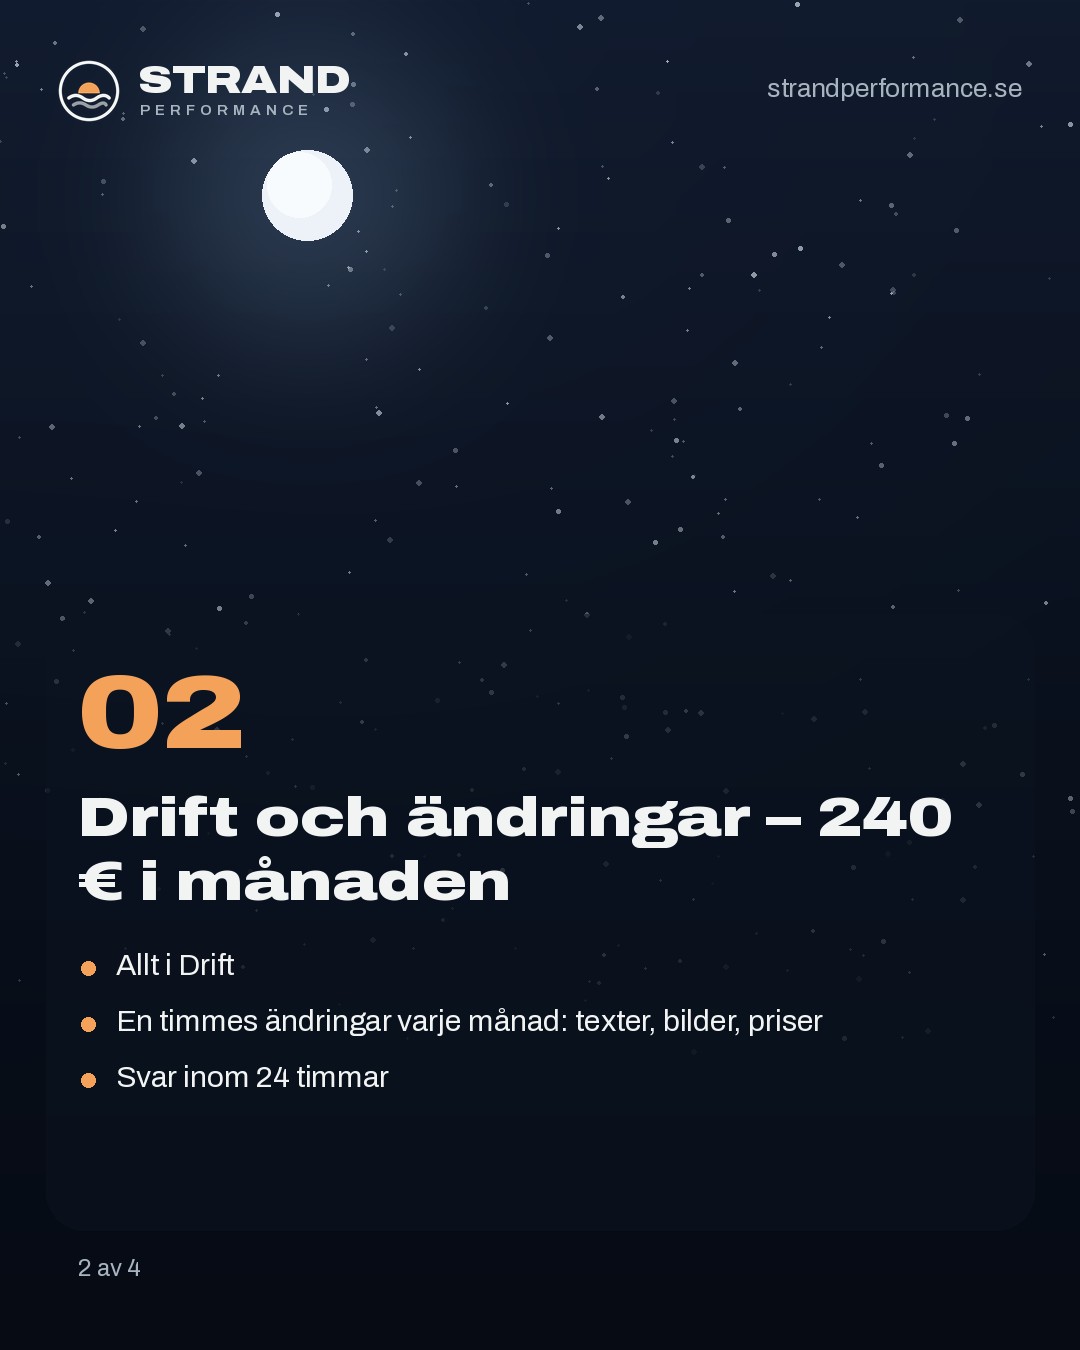 STRAND
PERFORMANCE
strandperformance.se
02
Drift och ändringar – 240
€ i månaden
Allt i Drift
En timmes ändringar varje månad: texter, bilder, priser
Svar inom 24 timmar
2 av 4